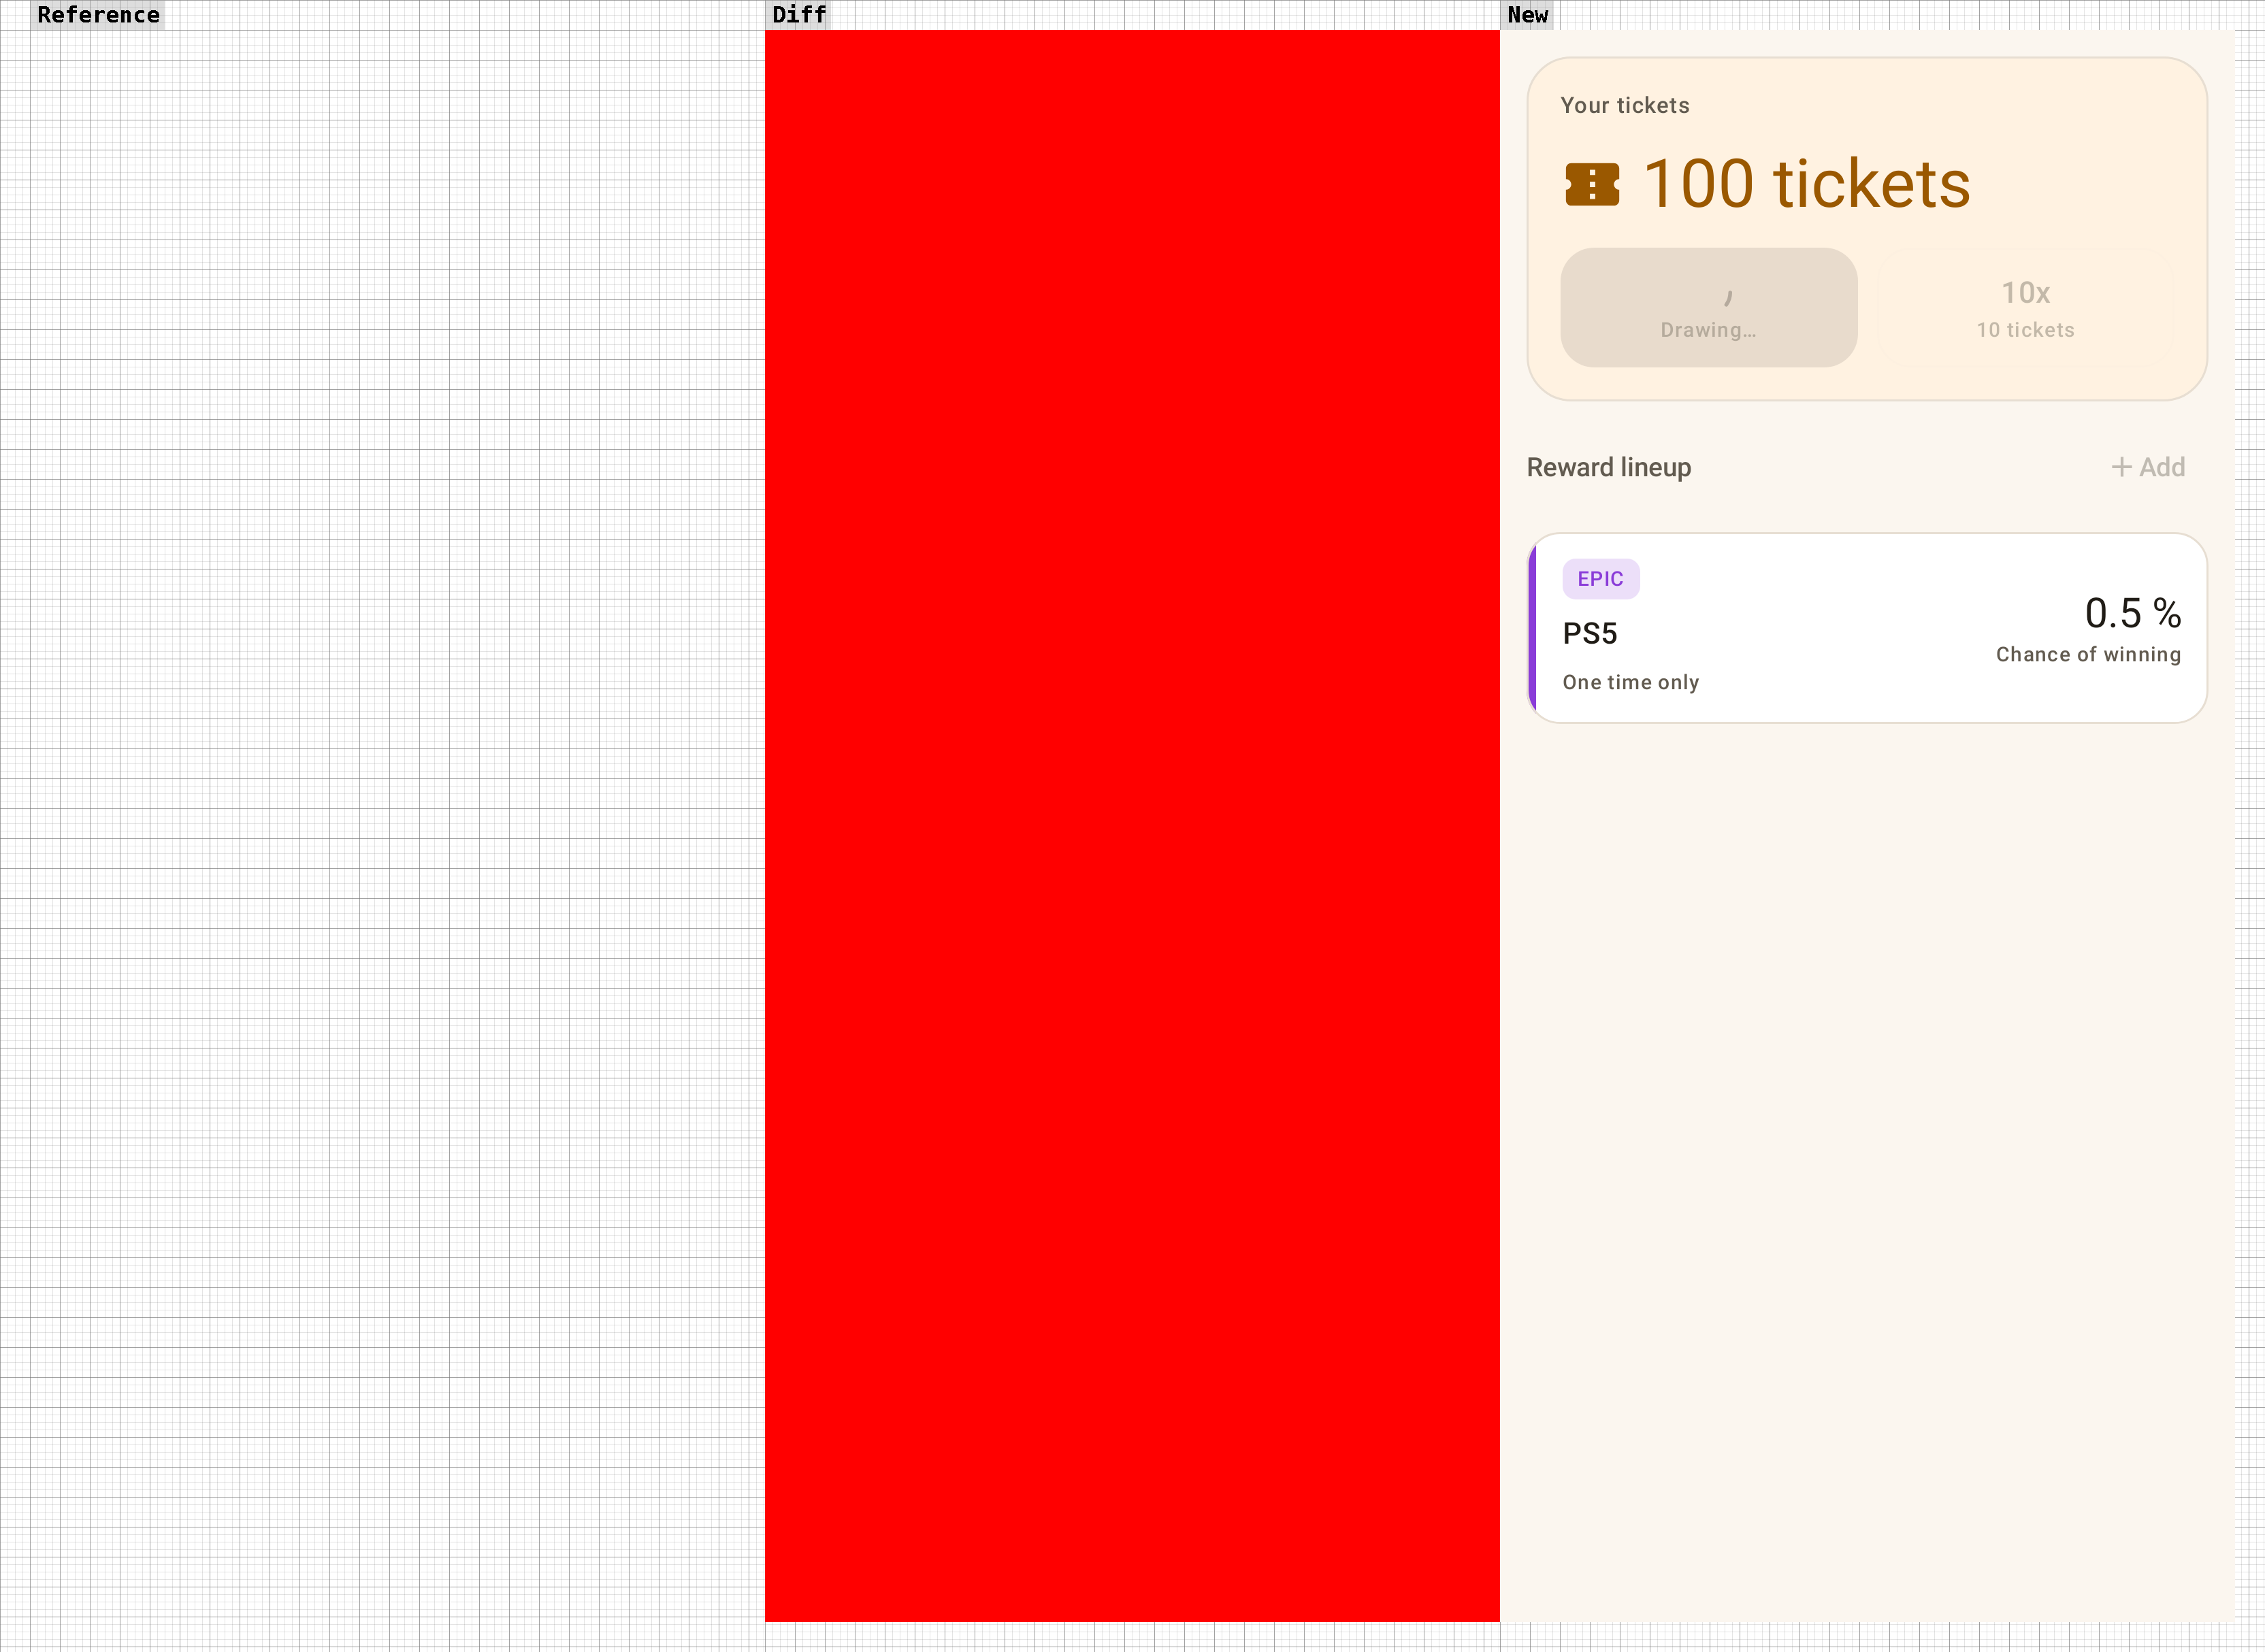 Reference
Diff
New
Your tickets
100 tickets
Drawing…
10x
10 tickets
Reward lineup
+ Add
EPIC
PS5
One time only
0.5 %
Chance of winning